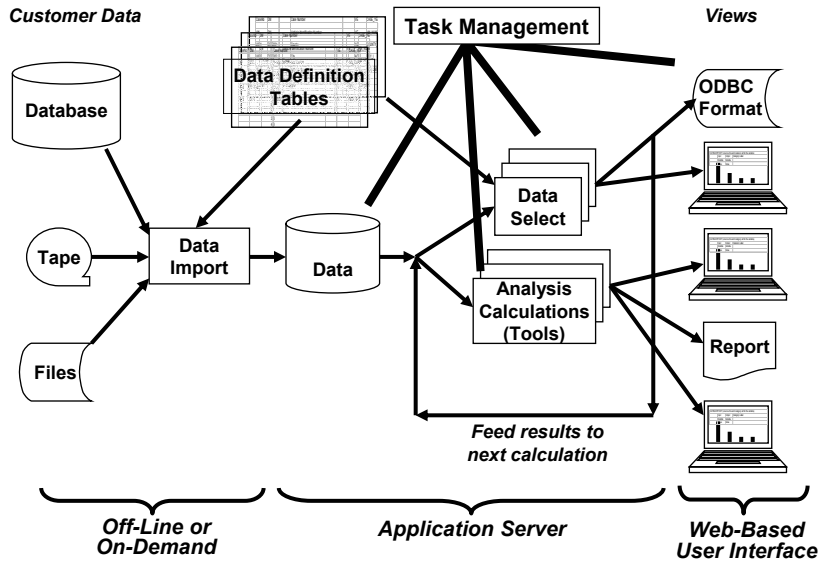 Customer Data
Task Management
Views
Data Definition
Tables
Database
ODBC
Format
Data
Select
Tape
Data
Import
Data
Analysis
Calculations
(Tools)
Report
Files
Feed results to
next calculation
Off-Line or
On-Demand
Application Server
Web-Based
User Interface